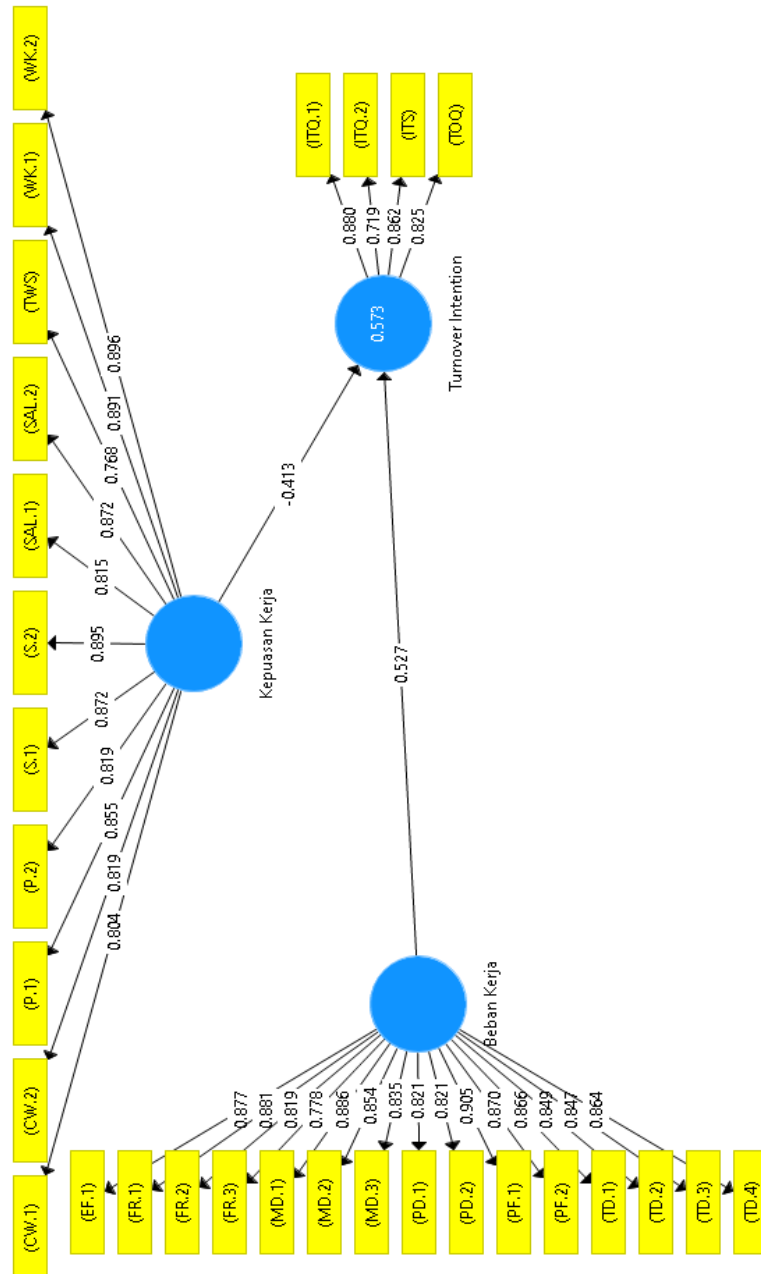 (CW.1)
(CW.2)
(P.1)
(P.2)
(S.1)
(S.2)
(SAL.1)
(SAL.2)
(TWS)
(WK.1)
(WK.2)
0.804
0.819
0.855
0.819
0.872
0.895
0.815
0.872
0.768
0.891
0.896
Kepuasan Kerja
-0.413
(EF.1)
(FR.1)
(FR.2)
(FR.3)
(MD.1)
(MD.2)
(MD.3)
(PD.1)
(PD.2)
(PF.1)
(PF.2)
(TD.1)
(TD.2)
(TD.3)
(TD.4)
0.877
0.881
0.819
0.778
0.886
0.854
0.835
0.821
0.821
0.905
0.870
0.866
0.849
0.847
0.864
Beban Kerja
0.527
0.573
Turnover Intention
0.880
0.719
0.862
0.825
(ITQ.1)
(ITQ.2)
(ITS)
(TOQ)